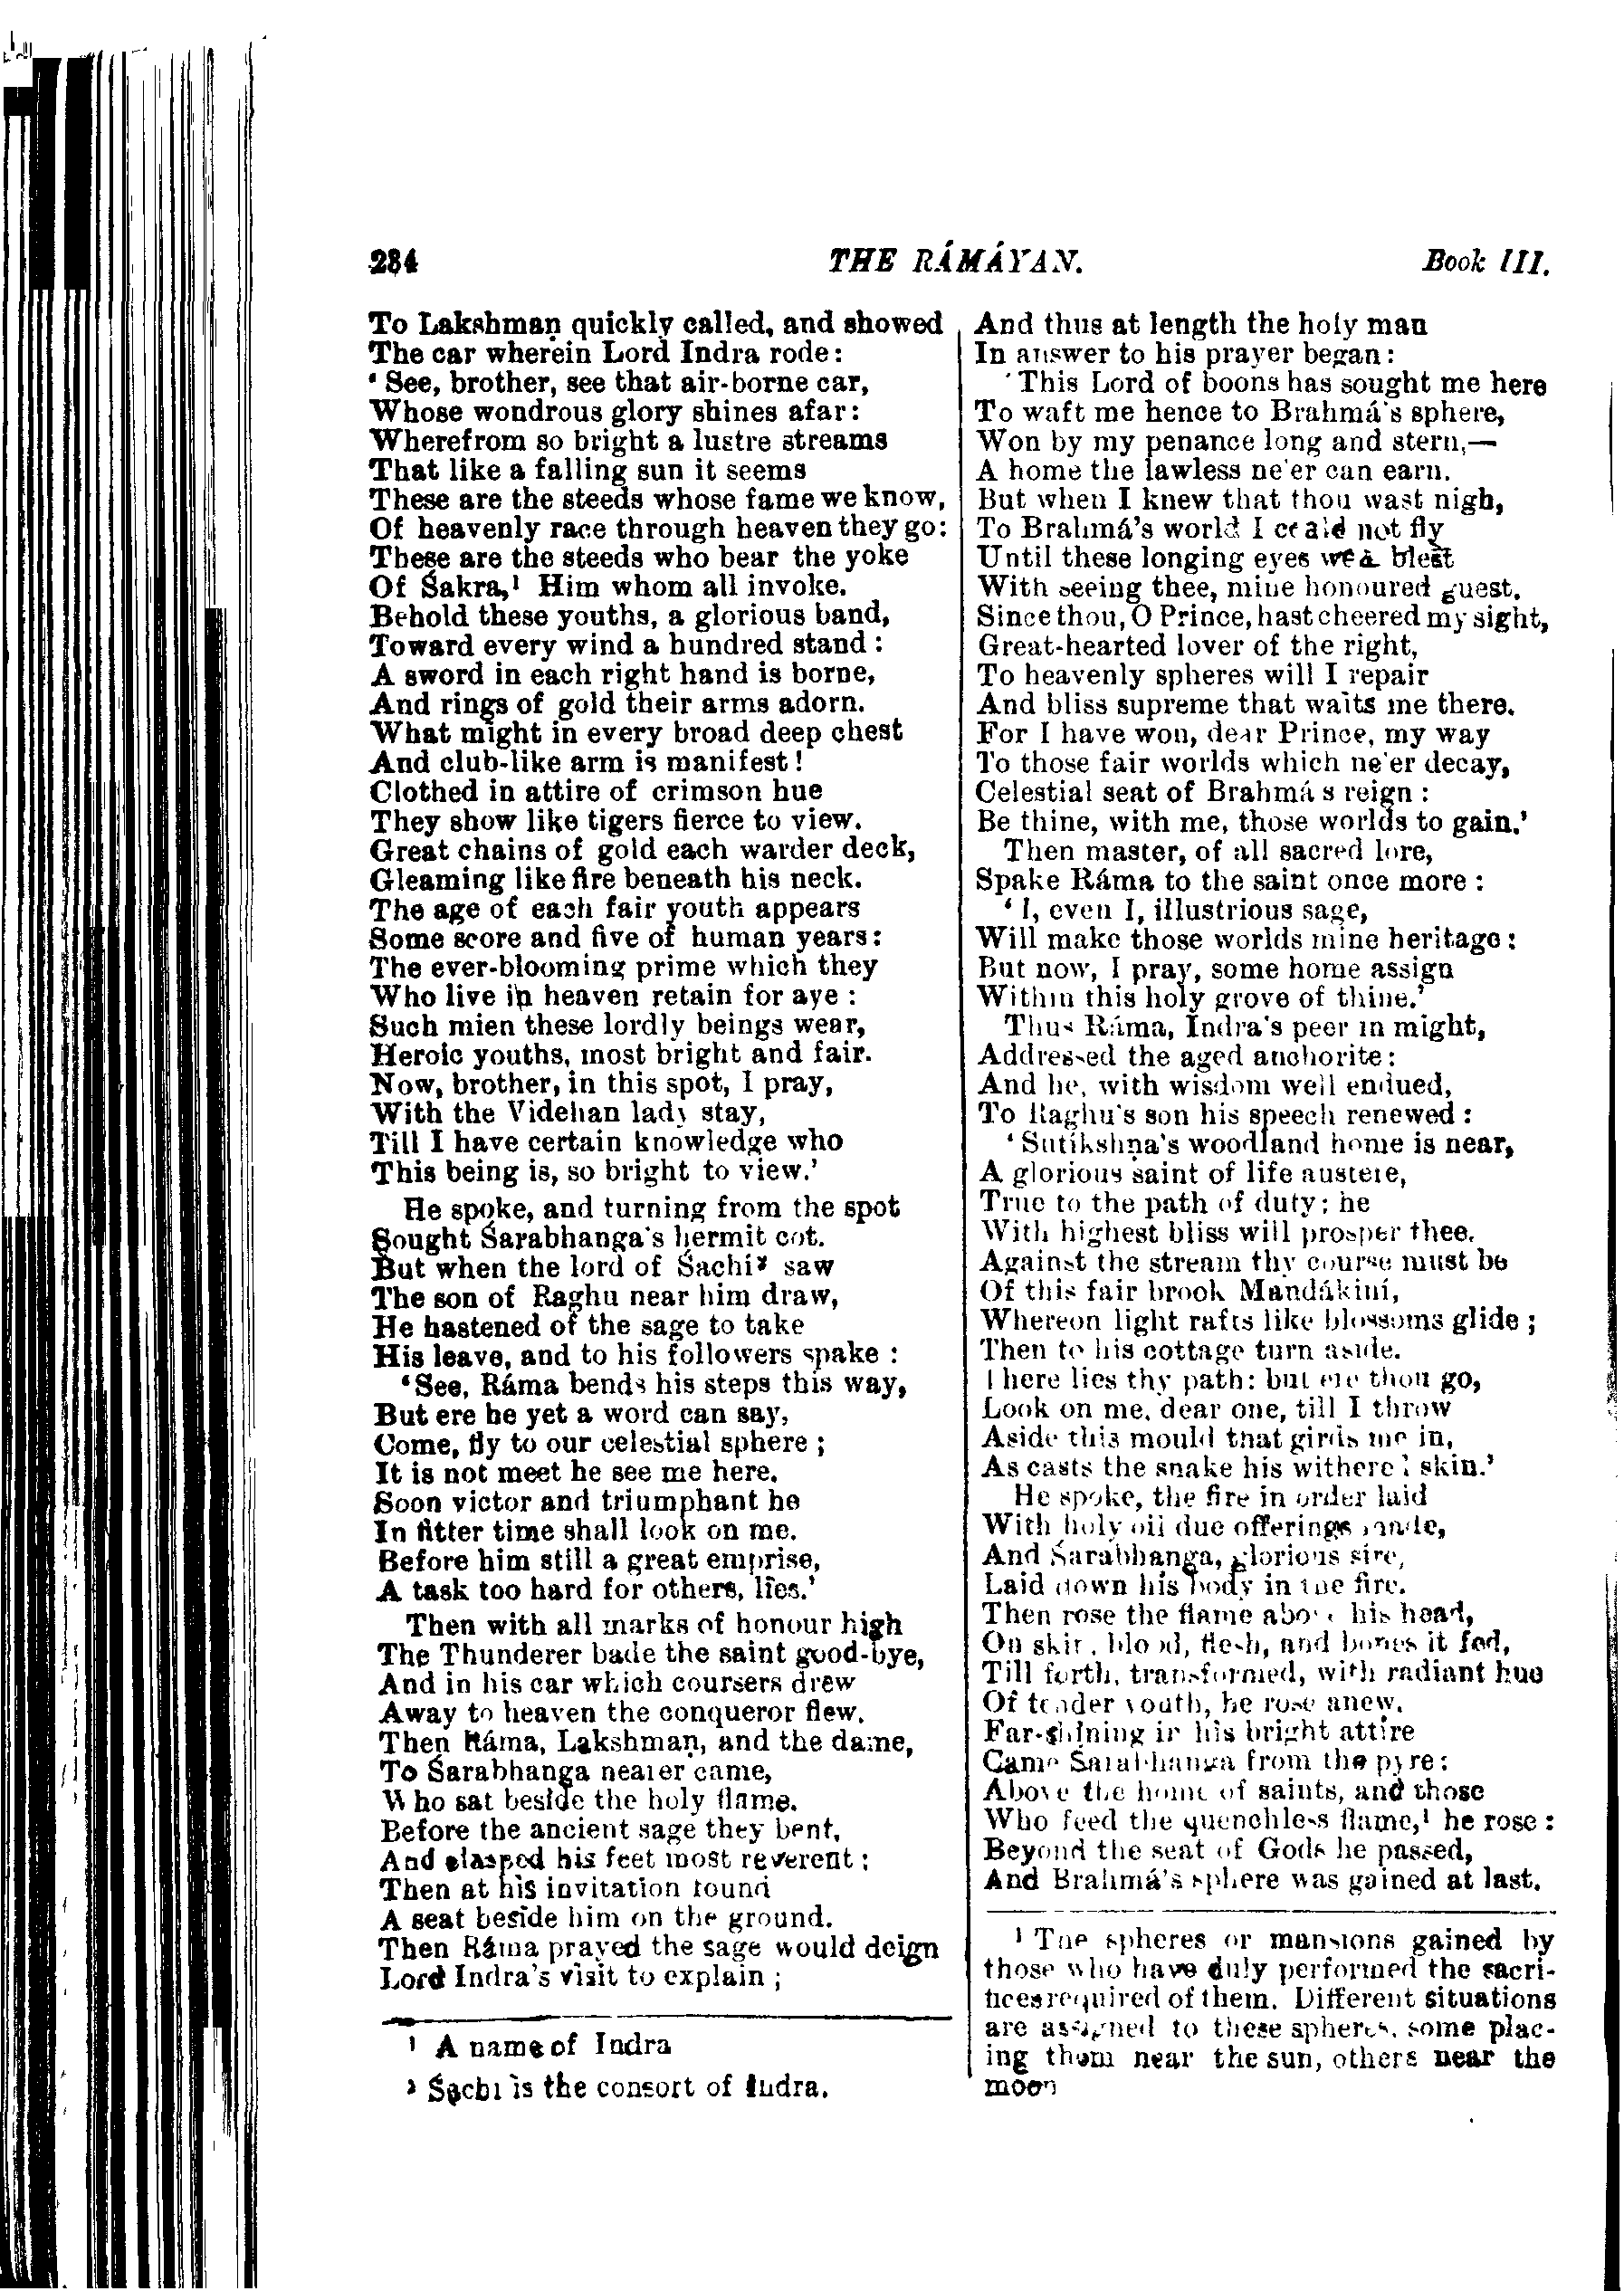 284 THE RÁMÁYAN. Book III.
To Lakshmaṇ quickly called, and showed
The car wherein Lord Indra rode:
‘ See, brother, see that air-borne car,
Whose wondrous glory shines afar:
Wherefrom so bright a lustre streams
That like a falling sun it seems
These are the steeds whose fame we know,
Of heavenly race through heaven they go:
These are the steeds who bear the yoke
Of Śakra,¹ Him whom all invoke.
Behold these youths, a glorious band,
Toward every wind a hundred stand :
A sword in each right hand is borne,
And rings of gold their arms adorn.
What might in every broad deep chest
And club-like arm is manifest !
Clothed in attire of crimson hue
They show like tigers fierce to view.
Great chains of gold each warder deck,
Gleaming like fire beneath his neck.
The age of each fair youth appears
Some score and five of human years:
The ever-blooming prime which they
Who live in heaven retain for aye :
Such mien these lordly beings wear,
Heroic youths, most bright and fair.
Now, brother, in this spot, I pray,
With the Videhan lady stay,
Till I have certain knowledge who
This being is, so bright to view.’
He spoke, and turning from the spot
Sought Śarabhanga's hermit cot.
But when the lord of Śachí² saw
The son of Raghu near him draw,
He hastened of the sage to take
His leave, and to his followers spake :
‘See, Ráma bends his steps this way,
But ere he yet a word can say,
Come, fly to our celestial sphere ;
It is not meet he see me here.
Soon victor and triumphant he
In fitter time shall look on me.
Before him still a great emprise,
A task too hard for others, lies.’
Then with all marks of honour high
The Thunderer bade the saint good-bye,
And in his car which coursers drew
Away to heaven the conqueror flew.
Then Ráma, Lakshmaṇ, and the dame,
To Śarabhanga nearer came,
Who sat beside the holy flame.
Before the ancient sage they bent,
And clasped his feet most reverent ;
Then at his invitation found
A seat beside him on the ground.
Then Ráma prayed the sage would deign
Lord Indra's visit to explain ;
¹ A name of Indra
² Śachí is the consort of Indra.
And thus at length the holy man
In answer to his prayer began:
‘This Lord of boons has sought me here
To waft me hence to Brahmá's sphere,
Won by my penance long and stern,—
A home the lawless ne'er can earn.
But when I knew that thou wast nigh,
To Brahmá's world I could not fly
Until these longing eyes were blest
With seeing thee, mine honoured guest.
Since thou, O Prince, hast cheered my sight,
Great-hearted lover of the right,
To heavenly spheres will I repair
And bliss supreme that waits me there.
For I have won, dear Prince, my way
To those fair worlds which ne'er decay,
Celestial seat of Brahmá s reign :
Be thine, with me, those worlds to gain.’
Then master, of all sacred lore,
Spake Ráma to the saint once more :
‘ I, even I, illustrious sage,
Will make those worlds mine heritage :
But now, I pray, some home assign
Within this holy grove of thine.’
Thus Ráma, Indra's peer in might,
Addressed the aged anchorite:
And he, with wisdom well endued,
To Raghu's son his speech renewed :
‘ Sutíkshṇa's woodland home is near,
A glorious saint of life austere,
True to the path of duty; he
With highest bliss will prosper thee.
Against the stream thy course must be
Of this fair brook Mandákiní,
Whereon light rafts like blossoms glide ;
Then to his cottage turn aside.
There lies thy path: but ere thou go,
Look on me, dear one, till I throw
Aside this mould that girds me in,
As casts the snake his withered skin.’
He spoke, the fire in order laid
With holy oil due offerings made,
And Śarabhanga, glorious sire,
Laid down his body in the fire.
Then rose the flame above his head,
On skin, blood, flesh, and bones it fed,
Till forth, transformed, with radiant hue
Of tender youth, he rose anew.
Far-shining in his bright attire
Came Śarabhanga from the pyre:
Above the home of saints, and those
Who feed the quenchless flame,¹ he rose :
Beyond the seat of Gods he passed,
And Brahmá's sphere was gained at last.
¹ The spheres or mansions gained by
those who have duly performed the sacri-
fices required of them. Different situations
are assigned to these spheres, some plac-
ing them near the sun, others near the
moon